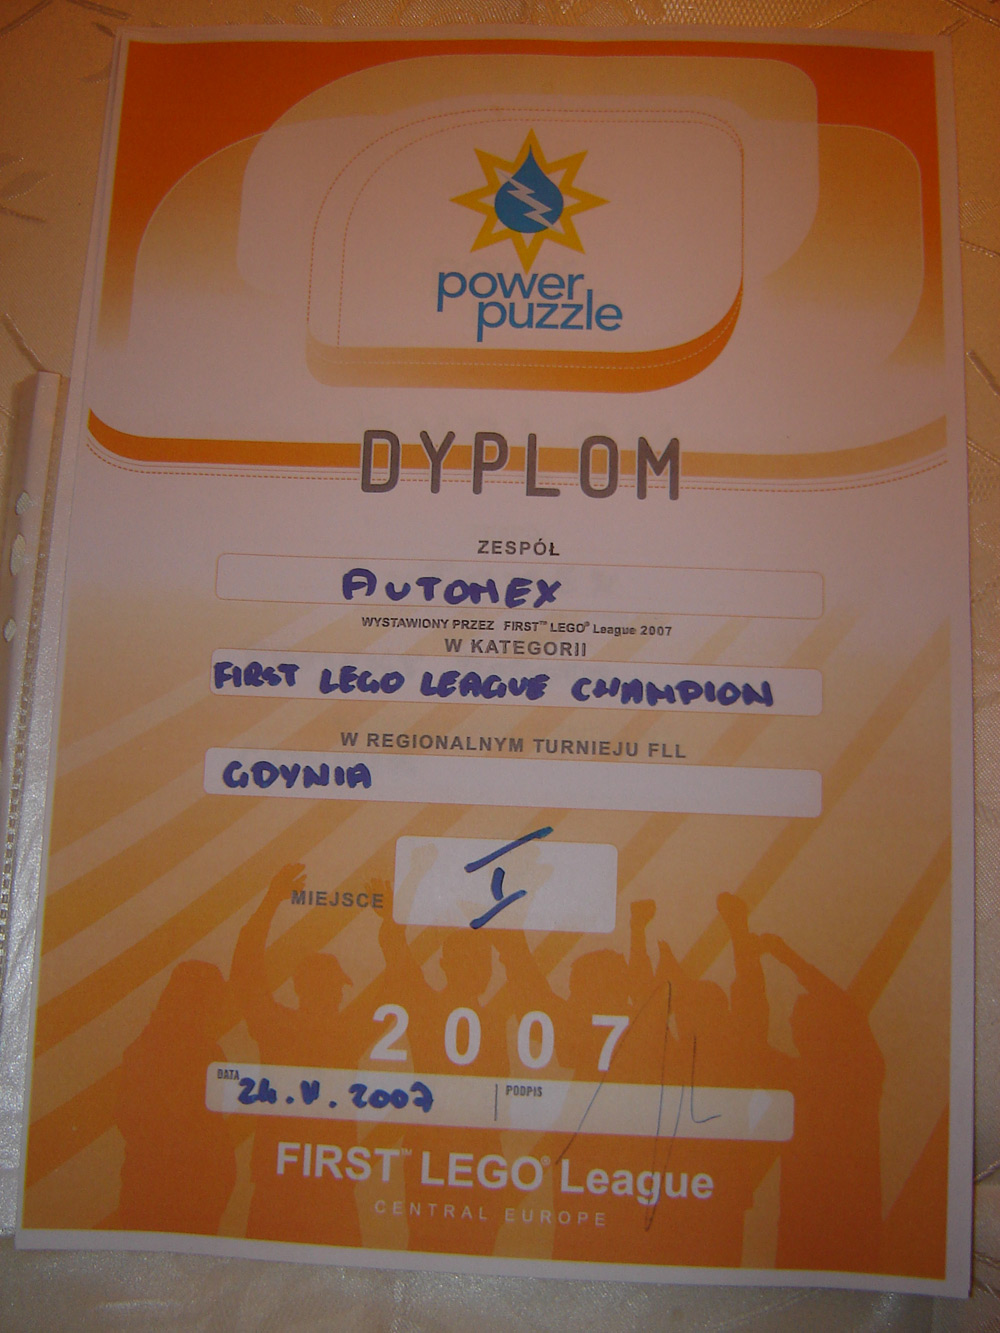 power
puzzle
DYPLOM
ZESPÓŁ
AUTOMEX
WYSTAWIONY PRZEZ FIRST™ LEGO® League 2007
W KATEGORII
FIRST LEGO LEAGUE CHAMPION
W REGIONALNYM TURNIEJU FLL
GDYNIA
MIEJSCE I
2007
DATA 24.V.2007 PODPIS
FIRST™ LEGO® League
CENTRAL EUROPE